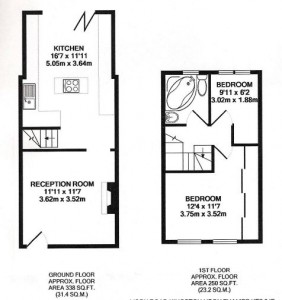 KITCHEN
16'7 x 11'11
5.05m x 3.64m
BEDROOM
9'11 x 6'2
3.02m x 1.88m
RECEPTION ROOM
11'11 x 11'7
3.62m x 3.52m
BEDROOM
12'4 x 11'7
3.75m x 3.52m
GROUND FLOOR
APPROX. FLOOR
AREA 338 SQ.FT.
(31.4 SQ.M.)
1ST FLOOR
APPROX. FLOOR
AREA 250 SQ.FT.
(23.2 SQ.M.)